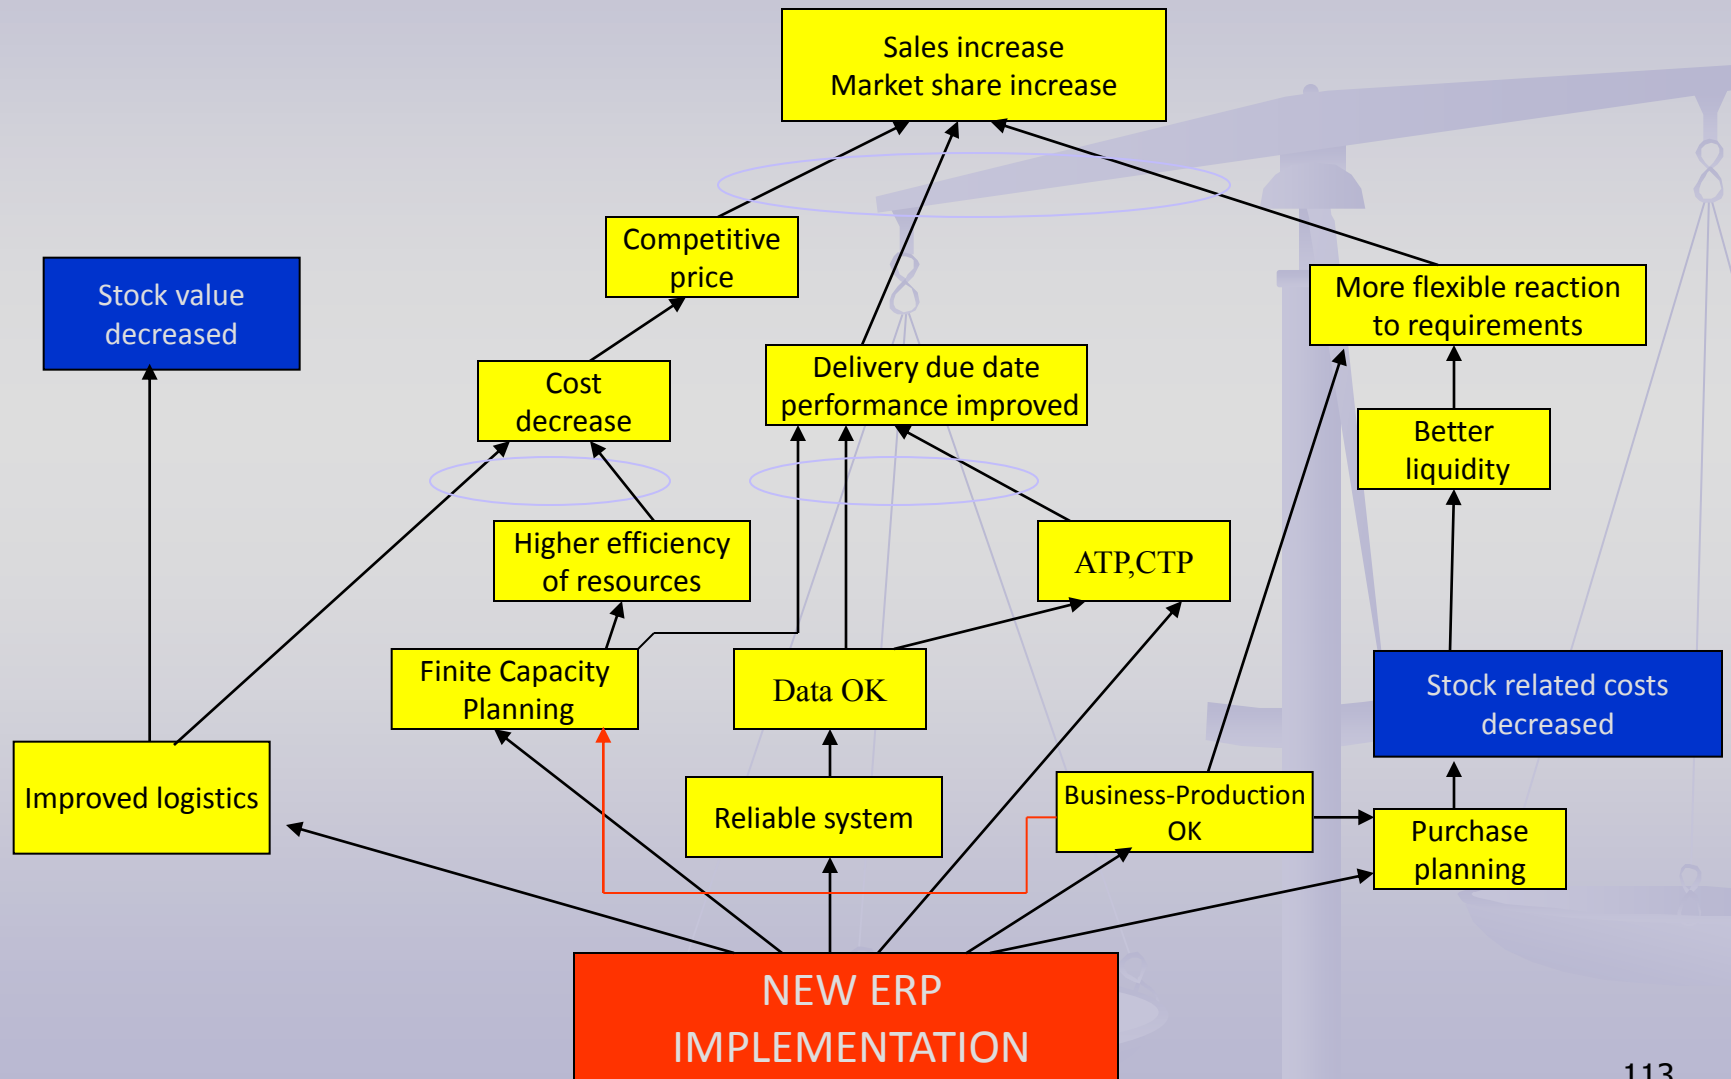 Sales increase
Market share increase
Competitive
price
Stock value
decreased
More flexible reaction
to requirements
Cost
decrease
Delivery due date
performance improved
Better
liquidity
Higher efficiency
of resources
ATP,CTP
Finite Capacity
Planning
Data OK
Stock related costs
decreased
Improved logistics
Reliable system
Business-Production
OK
Purchase
planning
NEW ERP
IMPLEMENTATION
113